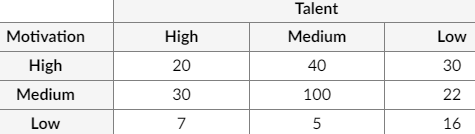 Talent
Motivation High Medium Low
High 20 40 30
Medium 30 100 22
Low 7 5 16